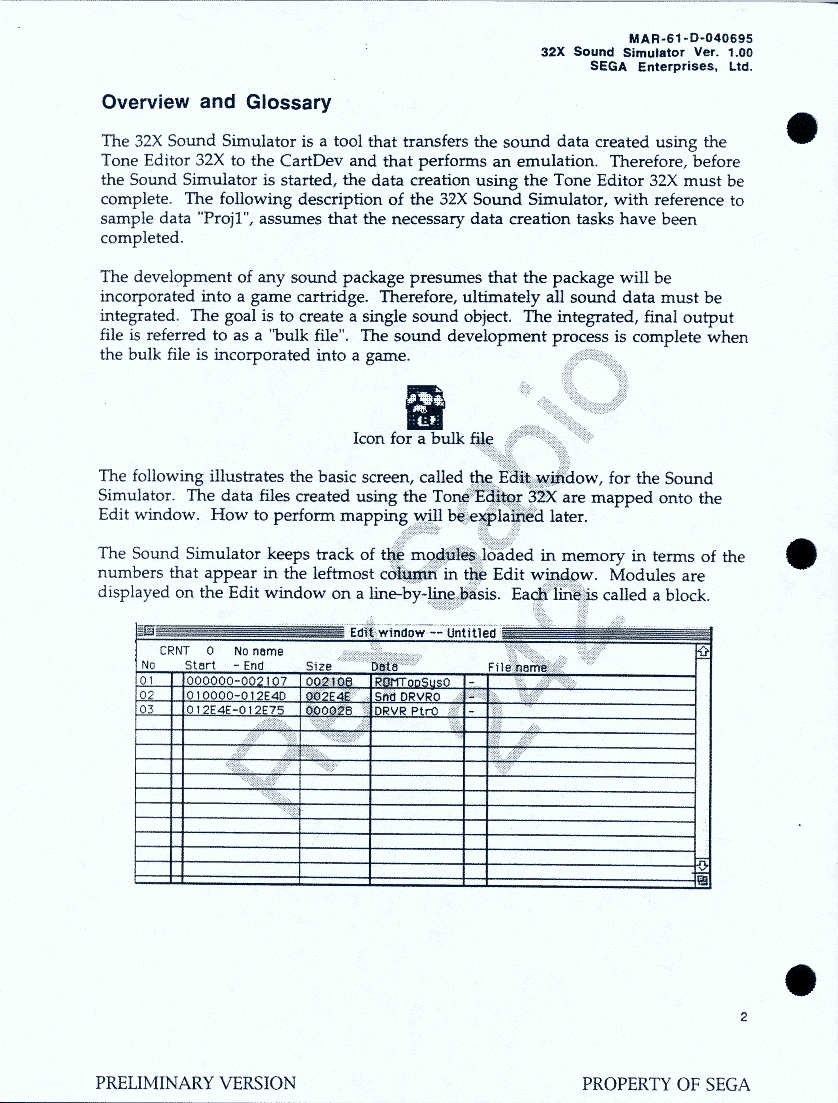 MAR-61-D-040695
32X Sound Simulator Ver. 1.00
SEGA Enterprises, Ltd.
Overview and Glossary
The 32X Sound Simulator is a tool that transfers the sound data created using the
Tone Editor 32X to the CartDev and that performs an emulation. Therefore, before
the Sound Simulator is started, the data creation using the Tone Editor 32X must be
complete. The following description of the 32X Sound Simulator, with reference to
sample data "Proj1", assumes that the necessary data creation tasks have been
completed.
The development of any sound package presumes that the package will be
incorporated into a game cartridge. Therefore, ultimately all sound data must be
integrated. The goal is to create a single sound object. The integrated, final output
file is referred to as a "bulk file". The sound development process is complete when
the bulk file is incorporated into a game.
Icon for a bulk file
The following illustrates the basic screen, called the Edit window, for the Sound
Simulator. The data files created using the Tone Editor 32X are mapped onto the
Edit window. How to perform mapping will be explained later.
The Sound Simulator keeps track of the modules loaded in memory in terms of the
numbers that appear in the leftmost column in the Edit window. Modules are
displayed on the Edit window on a line-by-line basis. Each line is called a block.
Edit window -- Untitled
CRNT 0 No name
No Start - End Size Data File name
01 000000-002107 002108 ROMTopSys0 -
02 010000-012E4D 002E4E Snd DRVR0 -
03 012E4E-012E75 000028 DRVR Ptr0 -
Rex Sabio
242
2
PRELIMINARY VERSION PROPERTY OF SEGA